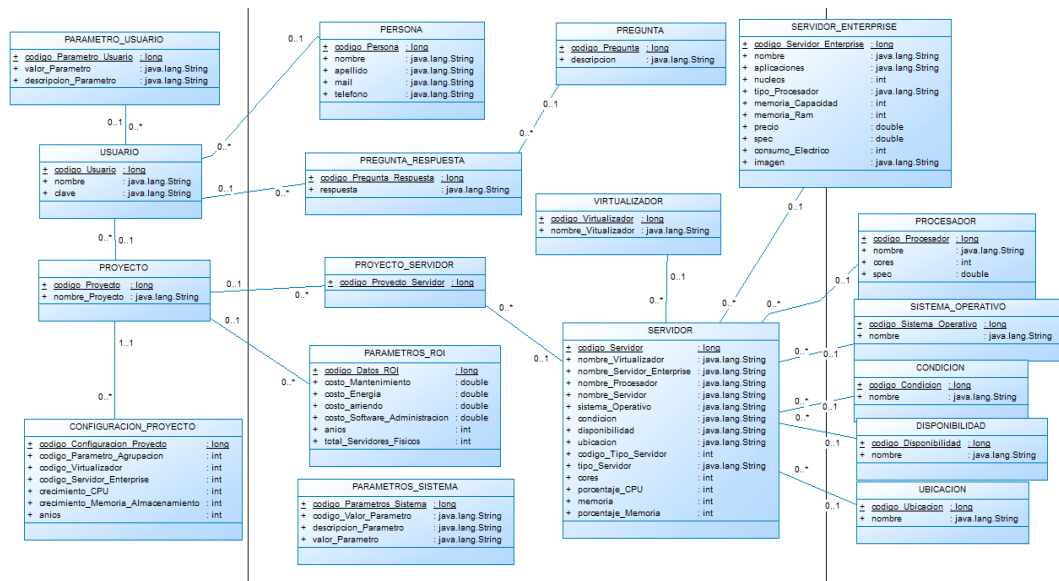 PARAMETRO_USUARIO
+ codigo_Parametro_Usuario : long
+ valor_Parametro : java.lang.String
+ descripcion_Parametro : java.lang.String
0..1
0..*
USUARIO
+ codigo_Usuario : long
+ nombre : java.lang.String
+ clave : java.lang.String
0..*
0..1
PROYECTO
+ codigo_Proyecto : long
+ nombre_Proyecto : java.lang.String
1..1
0..*
CONFIGURACION_PROYECTO
+ codigo_Configuracion_Proyecto : long
+ codigo_Parametro_Agrupacion : int
+ codigo_Virtualizador : int
+ codigo_Servidor_Enterprise : int
+ crecimiento_CPU : int
+ crecimiento_Memoria_Almacenamiento : int
+ anios : int
PERSONA
+ codigo_Persona : long
+ nombre : java.lang.String
+ apellido : java.lang.String
+ mail : java.lang.String
+ telefono : java.lang.String
0..1
0..*
PREGUNTA_RESPUESTA
+ codigo_Pregunta_Respuesta : long
+ respuesta : java.lang.String
0..1
0..*
PREGUNTA
+ codigo_Pregunta : long
+ descripcion : java.lang.String
0..1
0..*
PROYECTO_SERVIDOR
+ codigo_Proyecto_Servidor : long
0..1
0..*
0..*
0..1
PARAMETROS_ROI
+ codigo_Datos_ROI : long
+ costo_Mantenimiento : double
+ costo_Energia : double
+ costo_arriendo : double
+ costo_Software_Administracion : double
+ anios : int
+ total_Servidores_Fisicos : int
0..1
0..*
PARAMETROS_SISTEMA
+ codigo_Parametros_Sistema : long
+ codigo_Valor_Parametro : java.lang.String
+ descripcion_Parametro : java.lang.String
+ valor_Parametro : java.lang.String
VIRTUALIZADOR
+ codigo_Virtualizador : long
+ nombre_Vitualizador : java.lang.String
0..1
0..*
SERVIDOR
+ codigo_Servidor : long
+ nombre_Virtualizador : java.lang.String
+ nombre_Servidor_Enterprise : java.lang.String
+ nombre_Procesador : java.lang.String
+ nombre_Servidor : java.lang.String
+ sistema_Operativo : java.lang.String
+ condicion : java.lang.String
+ disponibilidad : java.lang.String
+ ubicacion : java.lang.String
+ codigo_Tipo_Servidor : int
+ tipo_Servidor : java.lang.String
+ cores : int
+ porcentaje_CPU : int
+ memoria : int
+ porcentaje_Memoria : int
SERVIDOR_ENTERPRISE
+ codigo_Servidor_Enterprise : long
+ nombre : java.lang.String
+ aplicaciones : java.lang.String
+ nucleos : int
+ tipo_Procesador : java.lang.String
+ memoria_Capacidad : int
+ memoria_Ram : int
+ precio : double
+ spec : double
+ consumo_Electrico : int
+ imagen : java.lang.String
0..1
0..*
PROCESADOR
+ codigo_Procesador : long
+ nombre : java.lang.String
+ cores : int
+ spec : double
0..1
0..*
SISTEMA_OPERATIVO
+ codigo_Sistema_Operativo : long
+ nombre : java.lang.String
0..*
0..1
CONDICION
+ codigo_Condicion : long
+ nombre : java.lang.String
0..*
0..1
DISPONIBILIDAD
+ codigo_Disponibilidad : long
+ nombre : java.lang.String
0..*
0..1
UBICACION
+ codigo_Ubicacion : long
+ nombre : java.lang.String
0..*
0..1